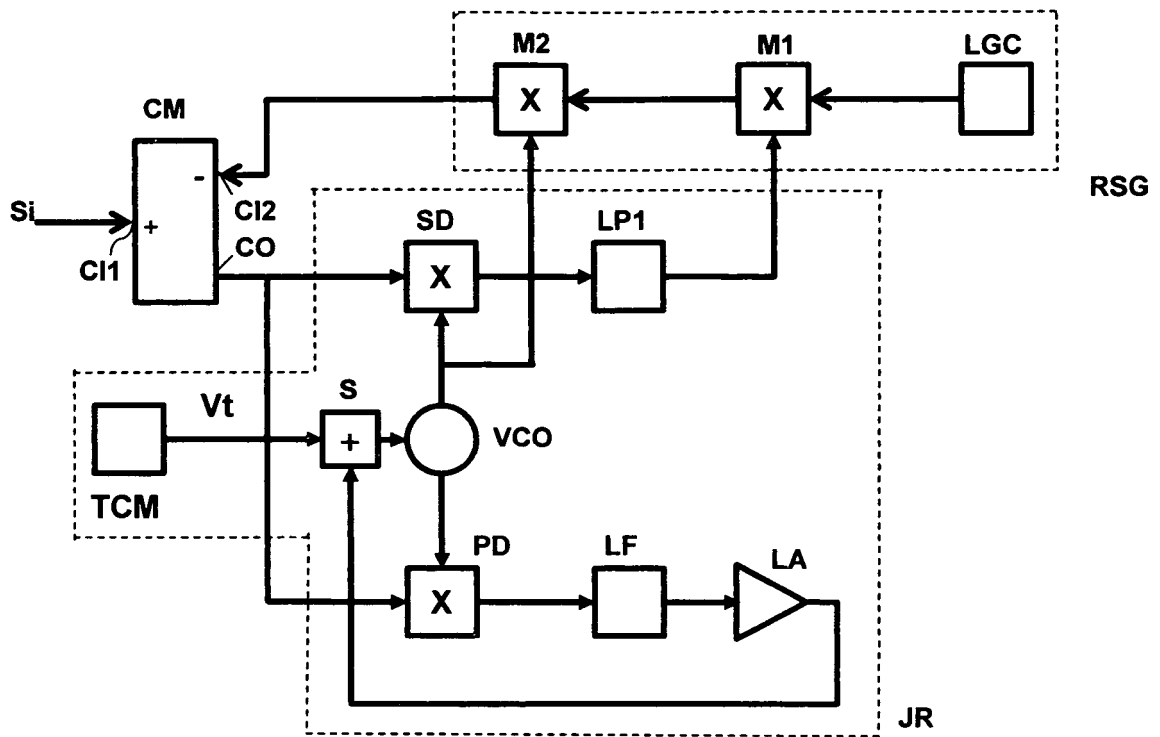 M2
M1
LGC
X
X
CM
-
RSG
Si
+
CI2
SD
LP1
CI1
CO
X
Vt
S
+
VCO
TCM
PD
LF
LA
X
JR